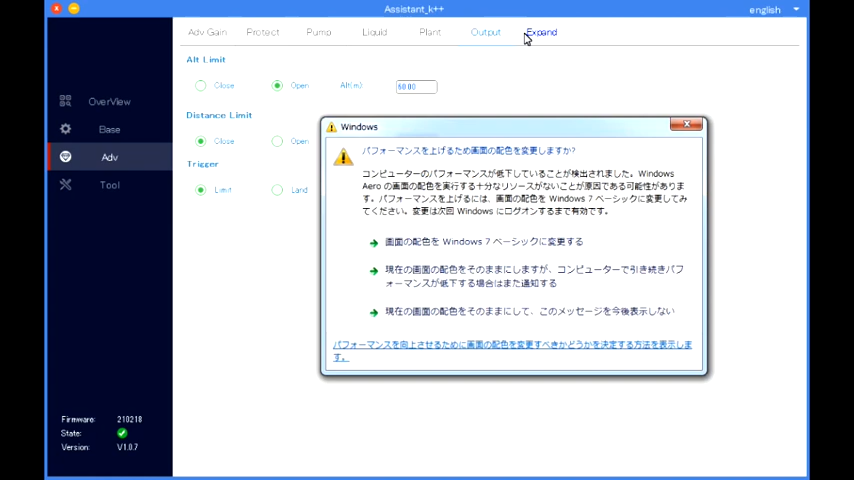 Assistant_k++
english
Adv Gain
Protect
Pump
Liquid
Plant
Output
Expand
Alt Limit
Close
Open
Alt(m)
60.00
Distance Limit
Close
Open
Trigger
Limit
Land
OverView
Base
Adv
Tool
Firmware: 210218
State:
Version: V1.0.7
Windows
パフォーマンスを上げるため画面の配色を変更しますか?
コンピューターのパフォーマンスが低下していることが検出されました。Windows
Aero の画面の配色を実行する十分なリソースがないことが原因である可能性がありま
す。パフォーマンスを上げるには、画面の配色を Windows 7 ベーシックに変更してみ
てください。変更は次回 Windows にログオンするまで有効です。
画面の配色を Windows 7 ベーシックに変更する
現在の画面の配色をそのままにしますが、コンピューターで引き続きパフ
ォーマンスが低下する場合はまた通知する
現在の画面の配色をそのままにして、このメッセージを今後表示しない
パフォーマンスを向上させるために画面の配色を変更すべきかどうかを決定する方法を表示しま
す。